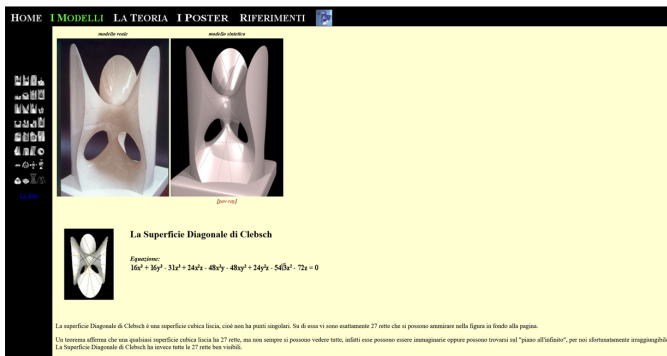 HOME I MODELLI LA TEORIA I POSTER RIFERIMENTI
modello reale modello sintetico
[pov-ray]
La Superficie Diagonale di Clebsch
Equazione:
16x³ + 16y³ - 31z³ + 24x²z - 48x²y - 48xy² + 24y²z - 54√3z² - 72z = 0
La superficie Diagonale di Clebsch è una superficie cubica liscia, cioè non ha punti singolari. Su di essa vi sono esattamente 27 rette che si possono ammirare nella figura in fondo alla pagina.
Un teorema afferma che una qualsiasi superficie cubica liscia ha 27 rette, ma non sempre si possono vedere tutte, infatti esse possono essere immaginarie oppure possono trovarsi sul "piano all'infinito", per noi sfortunatamente irraggiungibile.
La Superficie Diagonale di Clebsch ha invece tutte le 27 rette ben visibili.